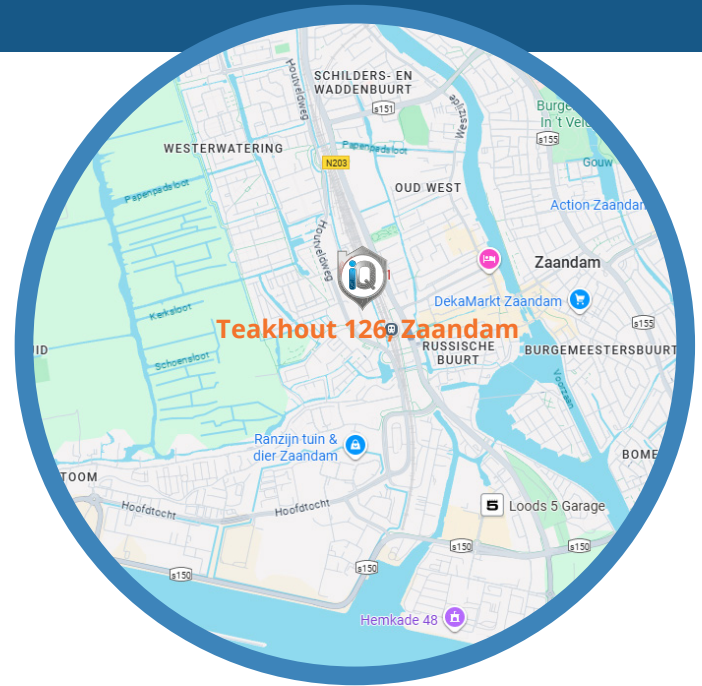 SCHILDERS- EN
WADDENBUURT
Houtveldweg
s151
Westzijde
Burge
In 't Vel
s155
Papenpadsloot
WESTERWATERING
N203
Gouw
Papenpadsloot
OUD WEST
Action Zaandam
Houtveldweg
Zaandam
iQ
DekaMarkt Zaandam
Kerksloot
Teakhout 126, Zaandam
s155
RUSSISCHE
BUURT
UID
BURGEMEESTERSBUURT
Schoensloot
Voorzaan
Ranzijn tuin &
dier Zaandam
BOME
TOOM
5 Loods 5 Garage
Hoofdtocht
Hoofdtocht
s150
s150
s150
s150
Hemkade 48